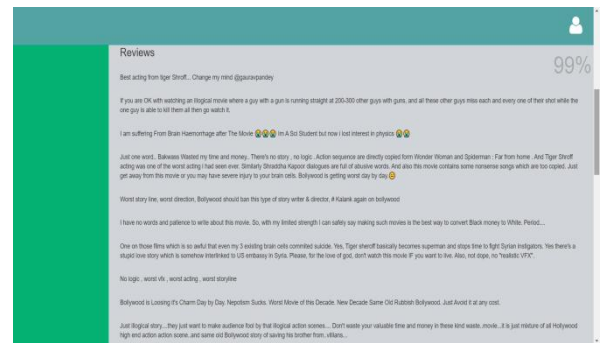 Reviews
99%
Best acting from tiger Shroff... Change my mind @gauravpandey
If you are OK with watching an illogical movie where a guy with a gun is running straight at 200-300 other guys with guns, and all these other guys miss each and every one of their shot while the
one guy is able to kill them all then go watch it.
I am suffering From Brain Haemorrhage after The Movie 😭😭😭 Im A Sci Student but now i lost interest in physics 😭😭
Just one word.. Bakwass Wasted my time and money.. There's no story , no logic .Action sequence are directly copied form Wonder Woman and Spiderman : Far from home . And Tiger Shroff
acting was one of the worst acting I had seen ever. Similarly Shraddha Kapoor dialogues are full of abusive words. And also this movie contains some nonsense songs which are too copied. Just
get away from this movie or you may have severe injury to your brain cells. Bollywood is getting worst day by day
Worst story line, worst direction, Bollywood should ban this type of story writer & director, # Kalank again on bollywood
I have no words and patience to write about this movie. So, with my limited strength I can safely say making such movies is the best way to convert Black money to White. Period....
One on those films which is so awful that even my 3 existing brain cells commited suicide. Yes, Tiger sheroff basically becomes superman and stops time to fight Syrian instigators. Yes there's a
stupid love story which is somehow interlinked to US embassy in Syria. Please, for the love of god, don't watch this movie IF you want to live. Also, not dope, no "realistic VFX".
No logic , worst vfx , worst acting , worst storyline
Bollywood is Loosing it's Charm Day by Day. Nepotism Sucks. Worst Movie of this Decade. New Decade Same Old Rubbish Bollywood. Just Avoid it at any cost.
Just illogical story....they just want to make audience fool by that illogical action scenes.... Don't waste your valuable time and money in these kind waste..movie..it is just mixture of all Hollywood
high end action action scene..and same old Bollywood story of saving his brother from..villians...